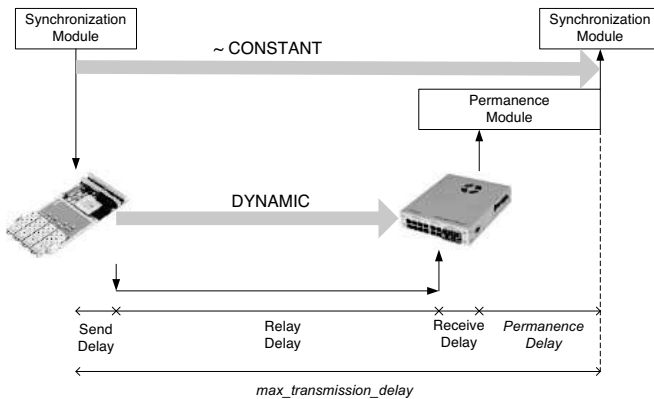 Synchronization
Module
Synchronization
Module
~ CONSTANT
Permanence
Module
DYNAMIC
Send
Delay
Relay
Delay
Receive
Delay
Permanence
Delay
max_transmission_delay